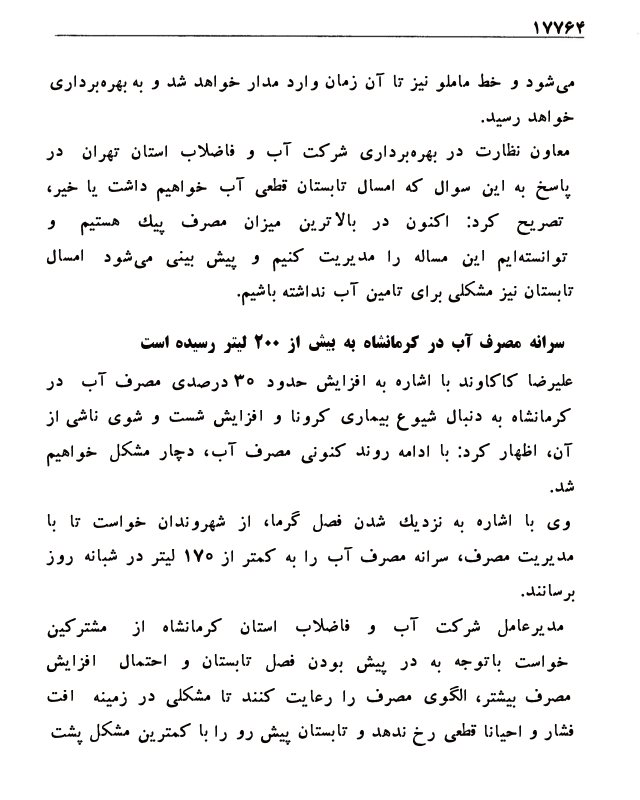 ۱۷۷۶۴
می‌شود و خط ماملو نیز تا آن زمان وارد مدار خواهد شد و به بهره‌برداری
خواهد رسید.
معاون نظارت در بهره‌برداری شرکت آب و فاضلاب استان تهران در
پاسخ به این سوال که امسال تابستان قطعی آب خواهیم داشت یا خیر،
تصریح کرد: اکنون در بالاترین میزان مصرف پیك هستیم و
توانسته‌ایم این مساله را مدیریت کنیم و پیش بینی می‌شود امسال
تابستان نیز مشکلی برای تامین آب نداشته باشیم.
سرانه مصرف آب در کرمانشاه به بیش از ۲۰۰ لیتر رسیده است
علیرضا کاکاوند با اشاره به افزایش حدود ۳۰ درصدی مصرف آب در
کرمانشاه به دنبال شیوع بیماری کرونا و افزایش شست و شوی ناشی از
آن، اظهار کرد: با ادامه روند کنونی مصرف آب، دچار مشکل خواهیم
شد.
وی با اشاره به نزدیك شدن فصل گرما، از شهروندان خواست تا با
مدیریت مصرف، سرانه مصرف آب را به کمتر از ۱۷۵ لیتر در شبانه روز
برسانند.
مدیرعامل شرکت آب و فاضلاب استان کرمانشاه از مشترکین
خواست باتوجه به در پیش بودن فصل تابستان و احتمال افزایش
مصرف بیشتر، الگوی مصرف را رعایت کنند تا مشکلی در زمینه افت
فشار و احیانا قطعی رخ ندهد و تابستان پیش رو را با کمترین مشکل پشت